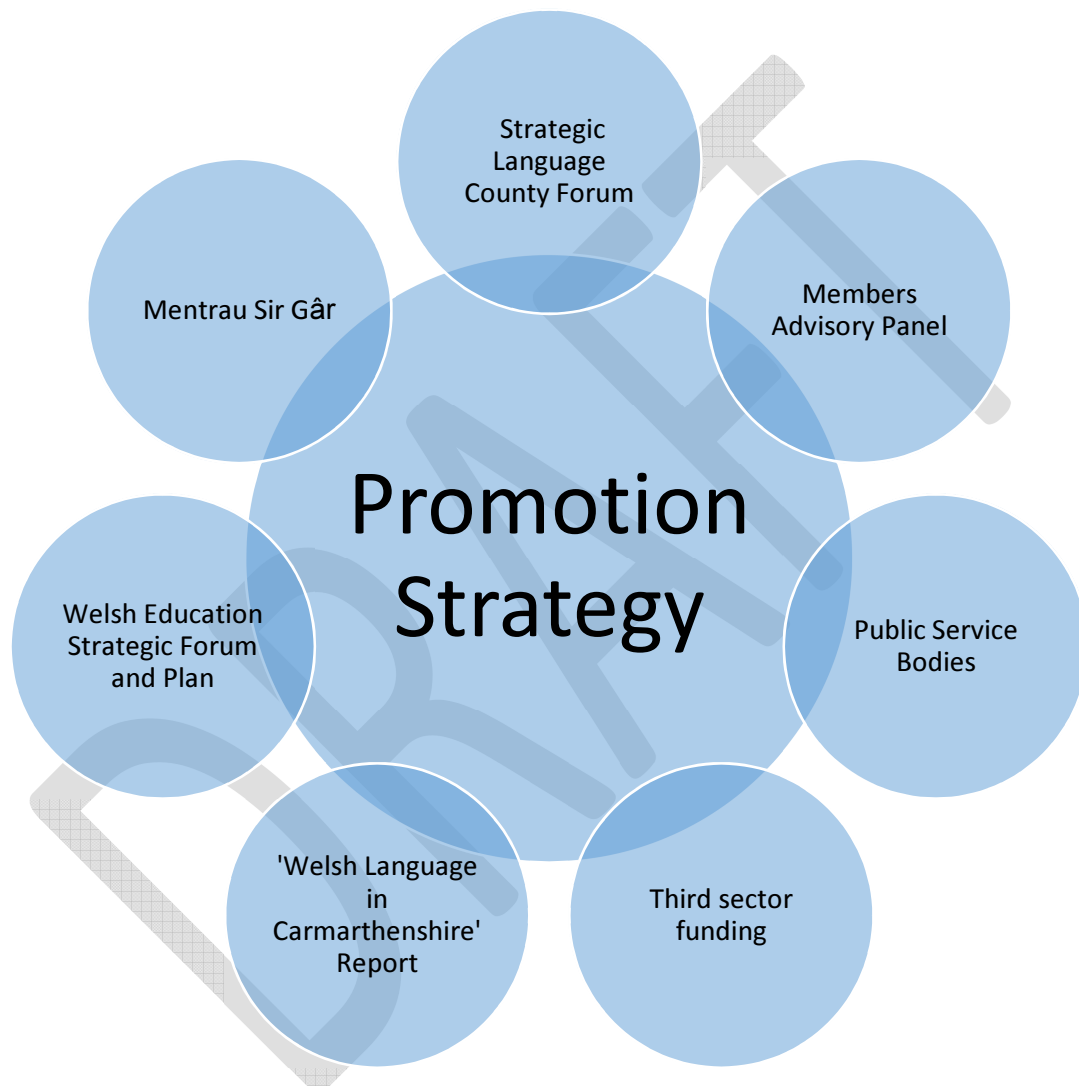 Strategic
Language
County Forum
Members
Advisory Panel
Public Service
Bodies
Third sector
funding
'Welsh Language
in
Carmarthenshire'
Report
Welsh Education
Strategic Forum
and Plan
Mentrau Sir Gâr
Promotion
Strategy
DRAFT